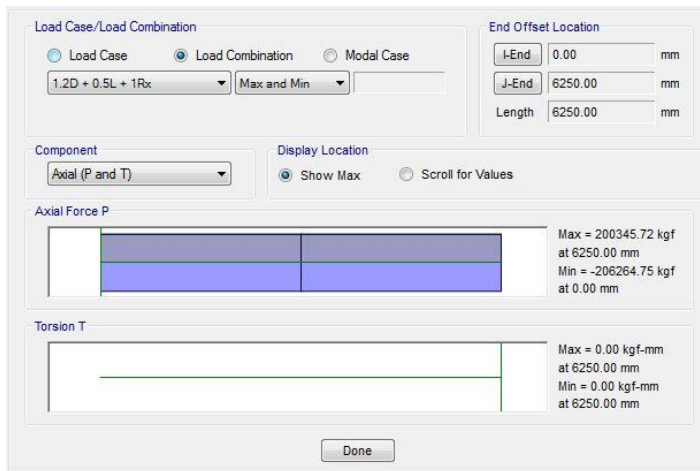 Load Case/Load Combination
Load Case Load Combination Modal Case
1.2D + 0.5L + 1Rx Max and Min
End Offset Location
I-End 0.00 mm
J-End 6250.00 mm
Length 6250.00 mm
Component
Axial (P and T)
Display Location
Show Max Scroll for Values
Axial Force P
Max = 200345.72 kgf
at 6250.00 mm
Min = -206264.75 kgf
at 0.00 mm
Torsion T
Max = 0.00 kgf-mm
at 6250.00 mm
Min = 0.00 kgf-mm
at 6250.00 mm
Done